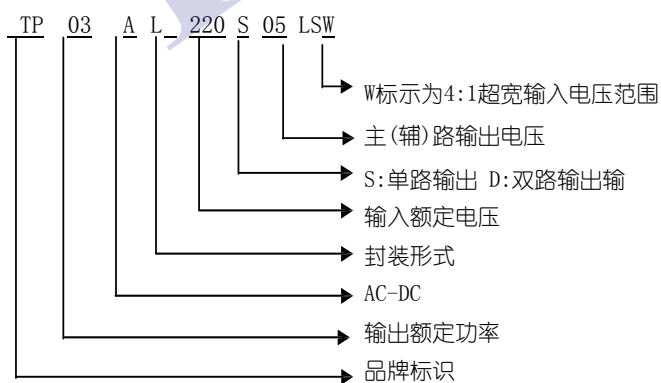 TP 03 A L 220 S 05 LSW
W标示为4:1超宽输入电压范围
主(辅)路输出电压
S:单路输出 D:双路输出输
输入额定电压
封装形式
AC-DC
输出额定功率
品牌标识